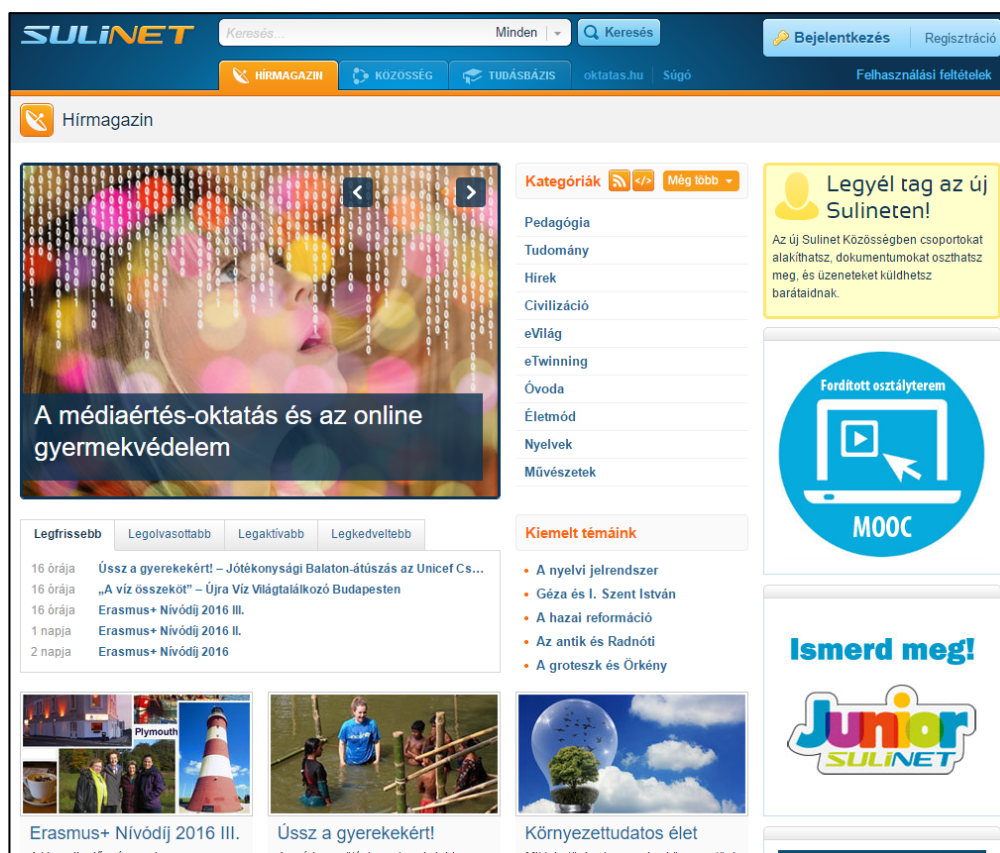 SULiNET
Keresés...
Minden
Keresés
Bejelentkezés
Regisztráció
HÍRMAGAZIN
KÖZÖSSÉG
TUDÁSBÁZIS
oktatas.hu
Súgó
Felhasználási feltételek
Hírmagazin
A médiaértés-oktatás és az online
gyermekvédelem
Kategóriák
Még több
Pedagógia
Tudomány
Hírek
Civilizáció
eVilág
eTwinning
Óvoda
Életmód
Nyelvek
Művészetek
Legyél tag az új
Sulineten!
Az új Sulinet Közösségben csoportokat
alakíthatsz, dokumentumokat oszthatsz
meg, és üzeneteket küldhetsz
barátaidnak.
Fordított osztályterem
MOOC
Legfrissebb
Legolvasottabb
Legaktívabb
Legkedveltebb
16 órája Ússz a gyerekekért! – Jótékonysági Balaton-átúszás az Unicef Cs...
16 órája „A víz összeköt” – Újra Víz Világtalálkozó Budapesten
16 órája Erasmus+ Nívódíj 2016 III.
1 napja Erasmus+ Nívódíj 2016 II.
2 napja Erasmus+ Nívódíj 2016
Kiemelt témáink
• A nyelvi jelrendszer
• Géza és I. Szent István
• A hazai reformáció
• Az antik és Radnóti
• A groteszk és Örkény
Ismerd meg!
Junior
SULiNET
Plymouth
Erasmus+ Nívódíj 2016 III.
Ússz a gyerekekért!
Környezettudatos élet